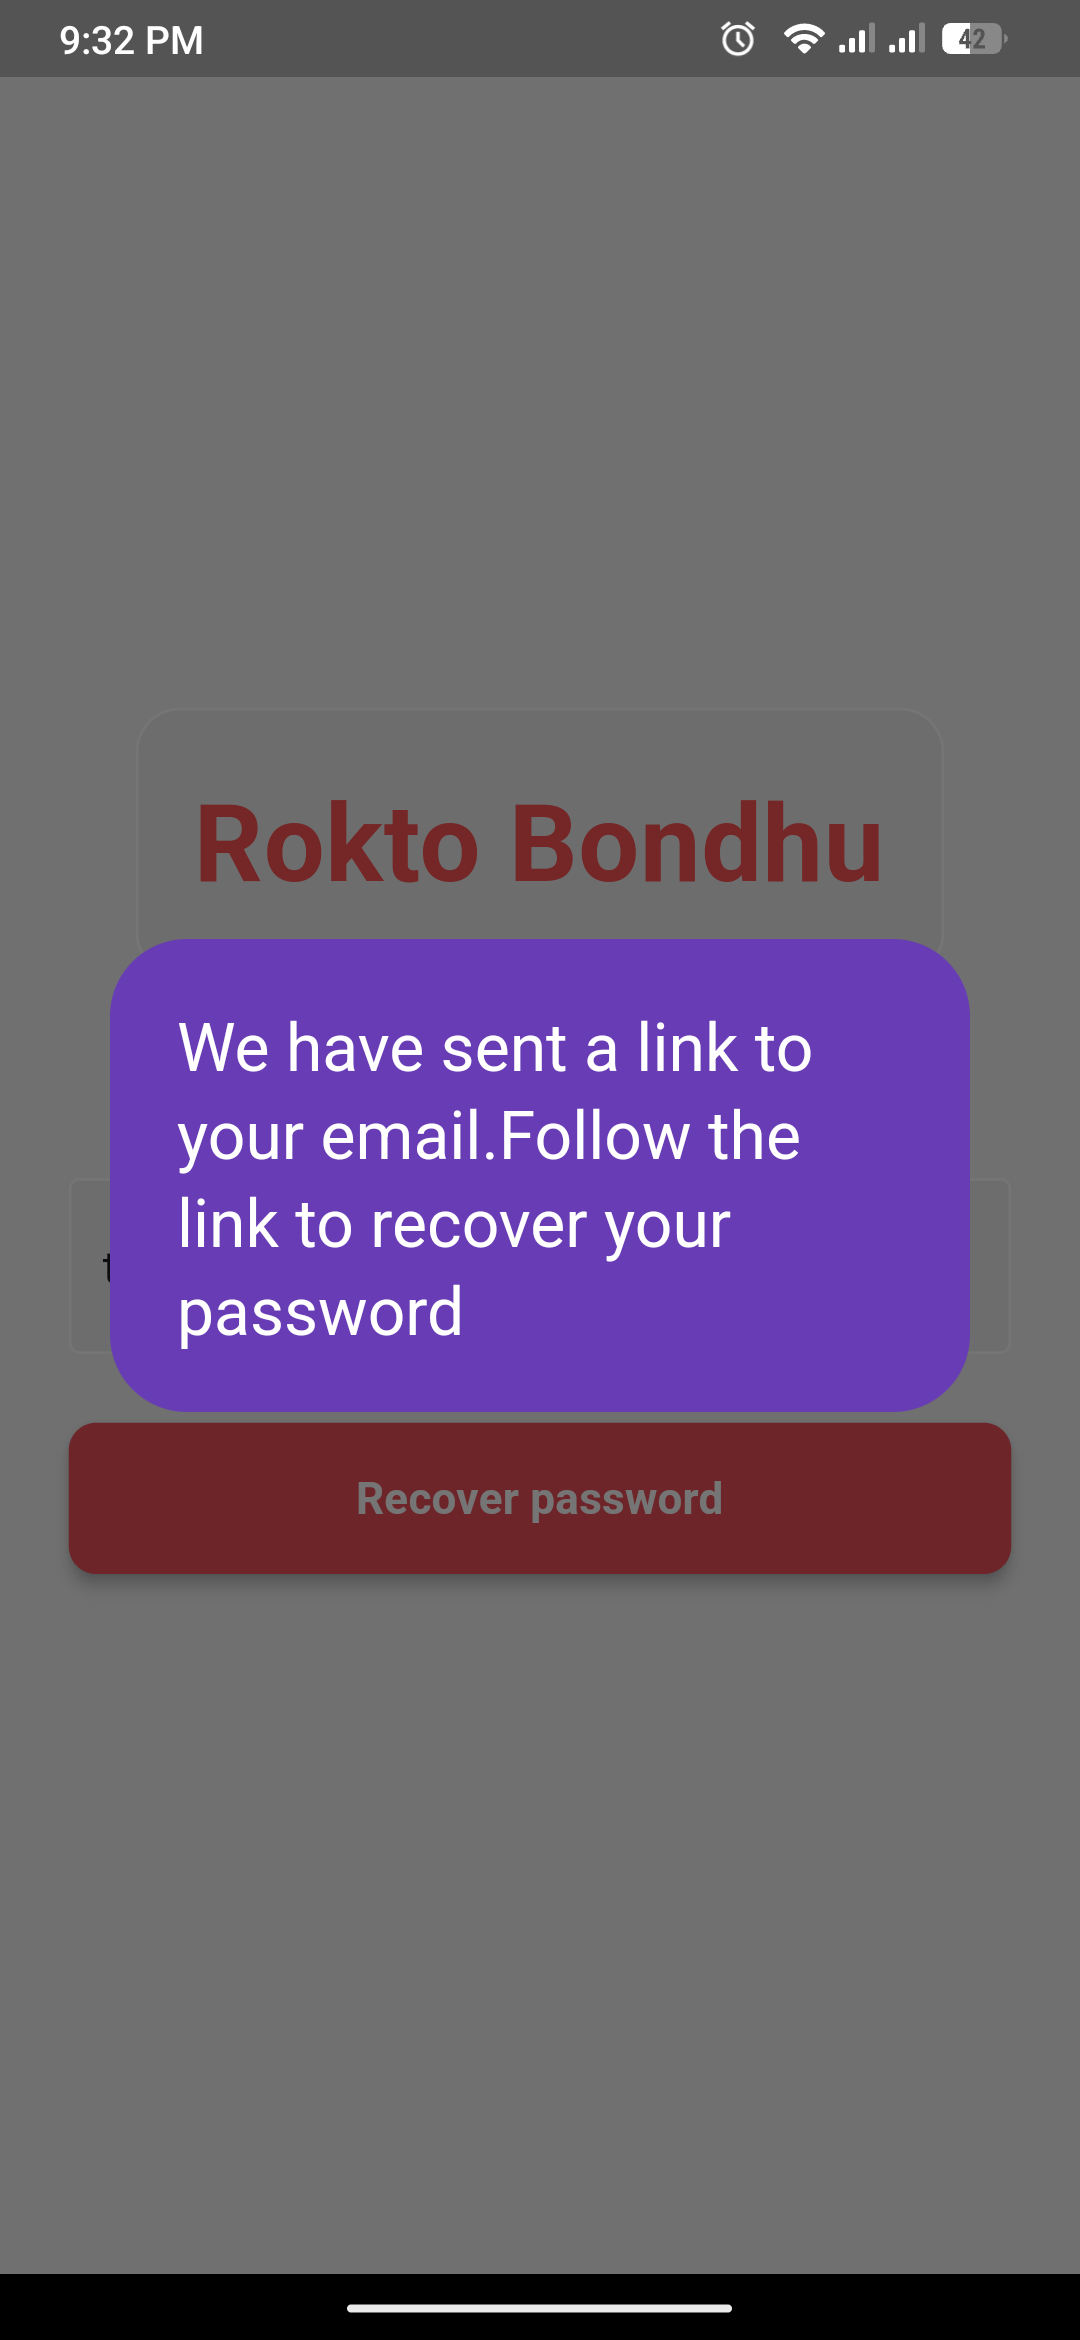 9:32 PM
42
Rokto Bondhu
We have sent a link to
your email.Follow the
link to recover your
password
t
Recover password